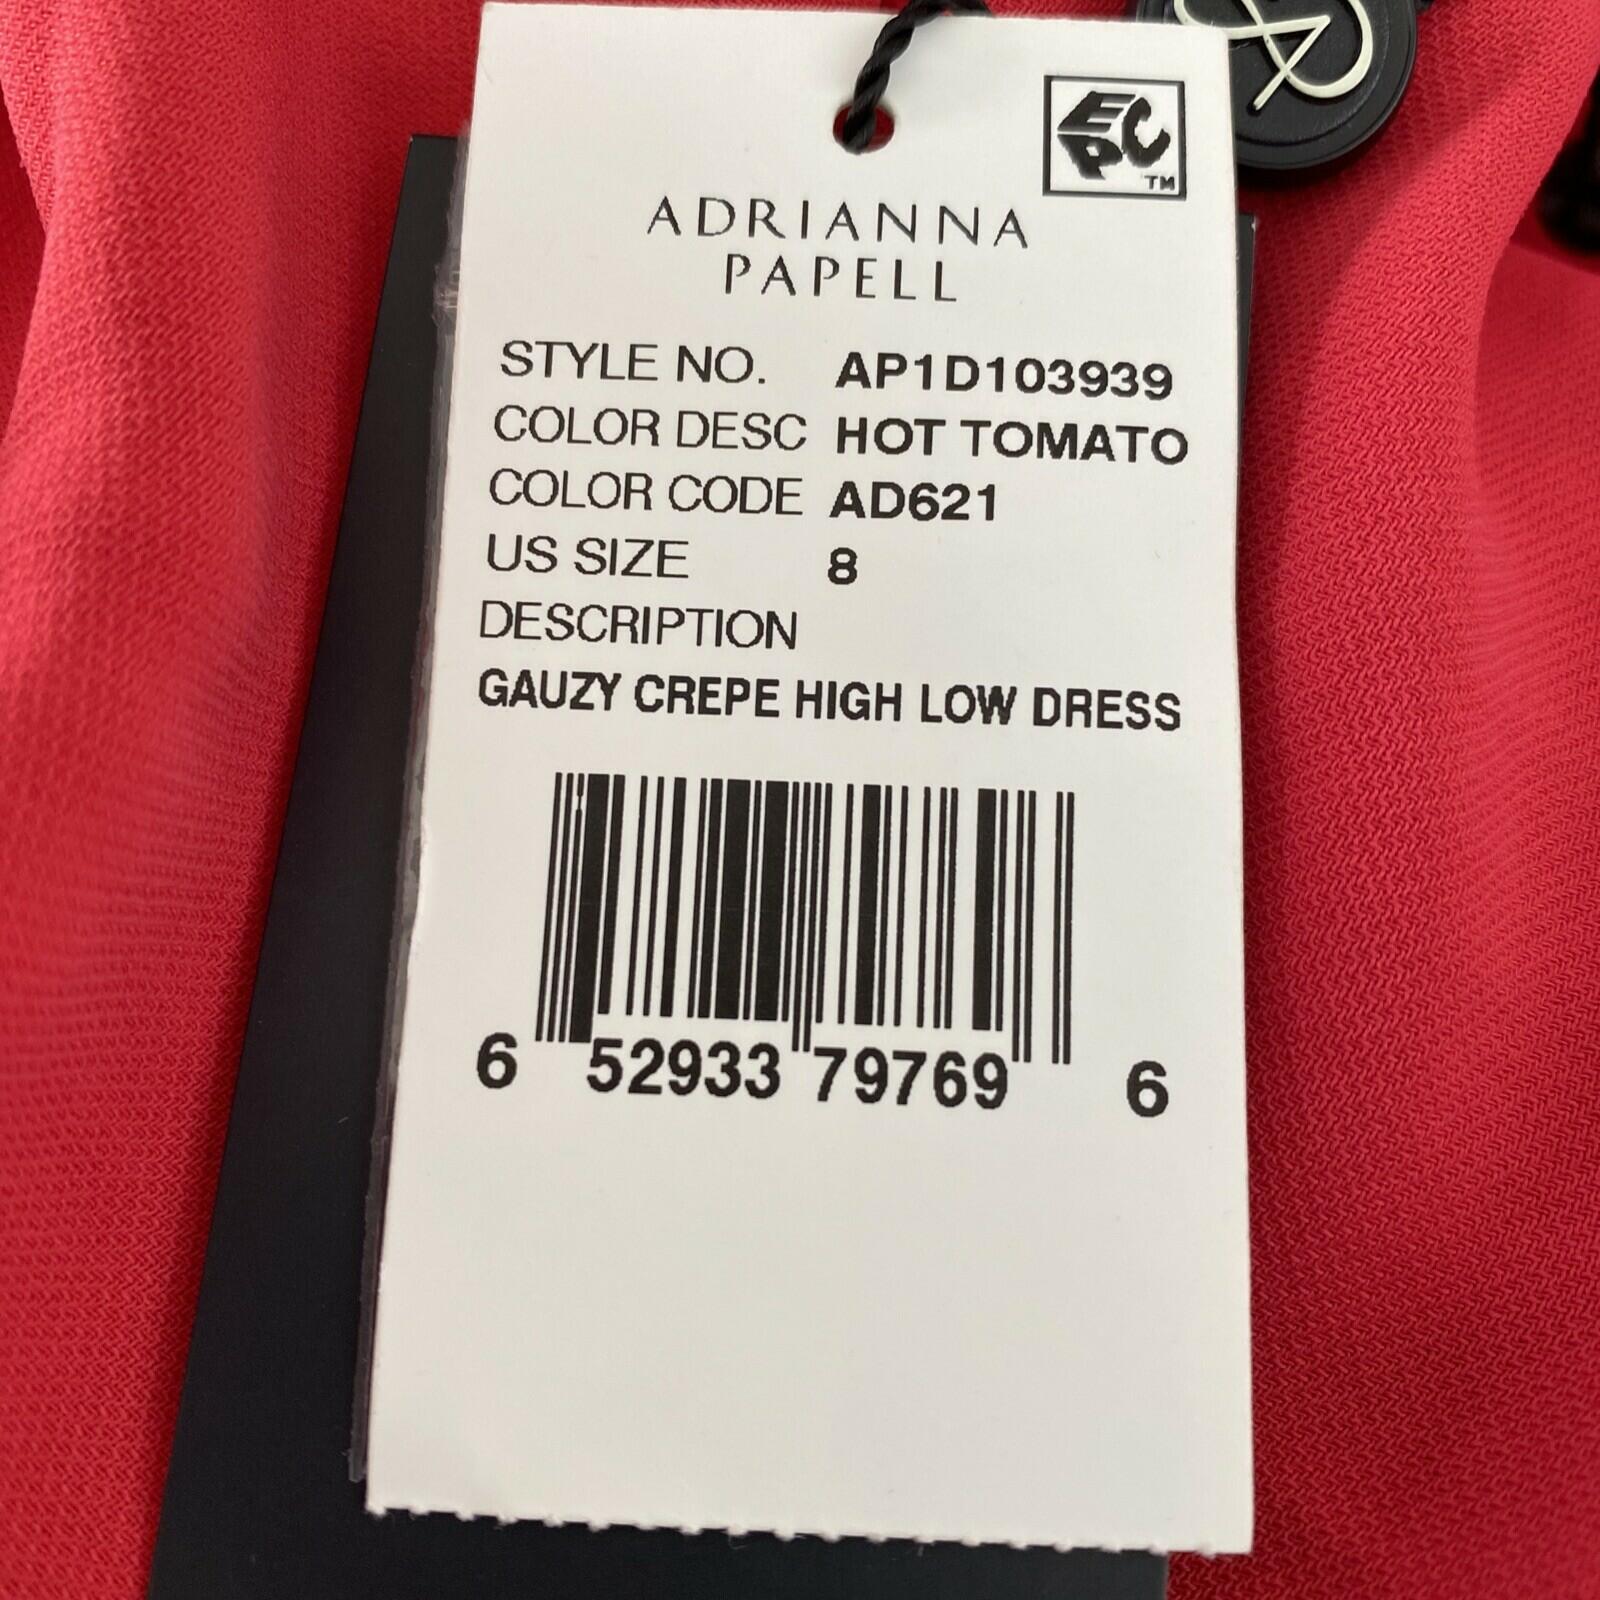 EPC
TM
ADRIANNA
PAPELL
STYLE NO. AP1D103939
COLOR DESC HOT TOMATO
COLOR CODE AD621
US SIZE 8
DESCRIPTION
GAUZY CREPE HIGH LOW DRESS
6 52933 79769 6